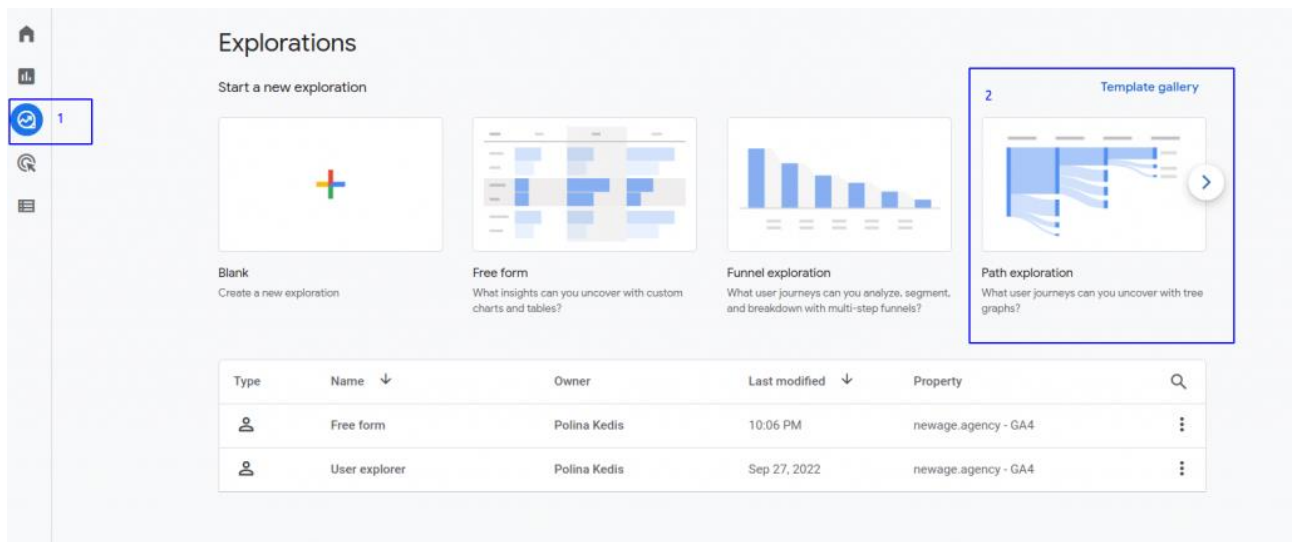 Explorations
Start a new exploration
Template gallery
1
2
Blank
Create a new exploration
Free form
What insights can you uncover with custom
charts and tables?
Funnel exploration
What user journeys can you analyze, segment,
and breakdown with multi-step funnels?
Path exploration
What user journeys can you uncover with tree
graphs?
Type Name Owner Last modified Property
Free form Polina Kedis 10:06 PM newage.agency - GA4
User explorer Polina Kedis Sep 27, 2022 newage.agency - GA4